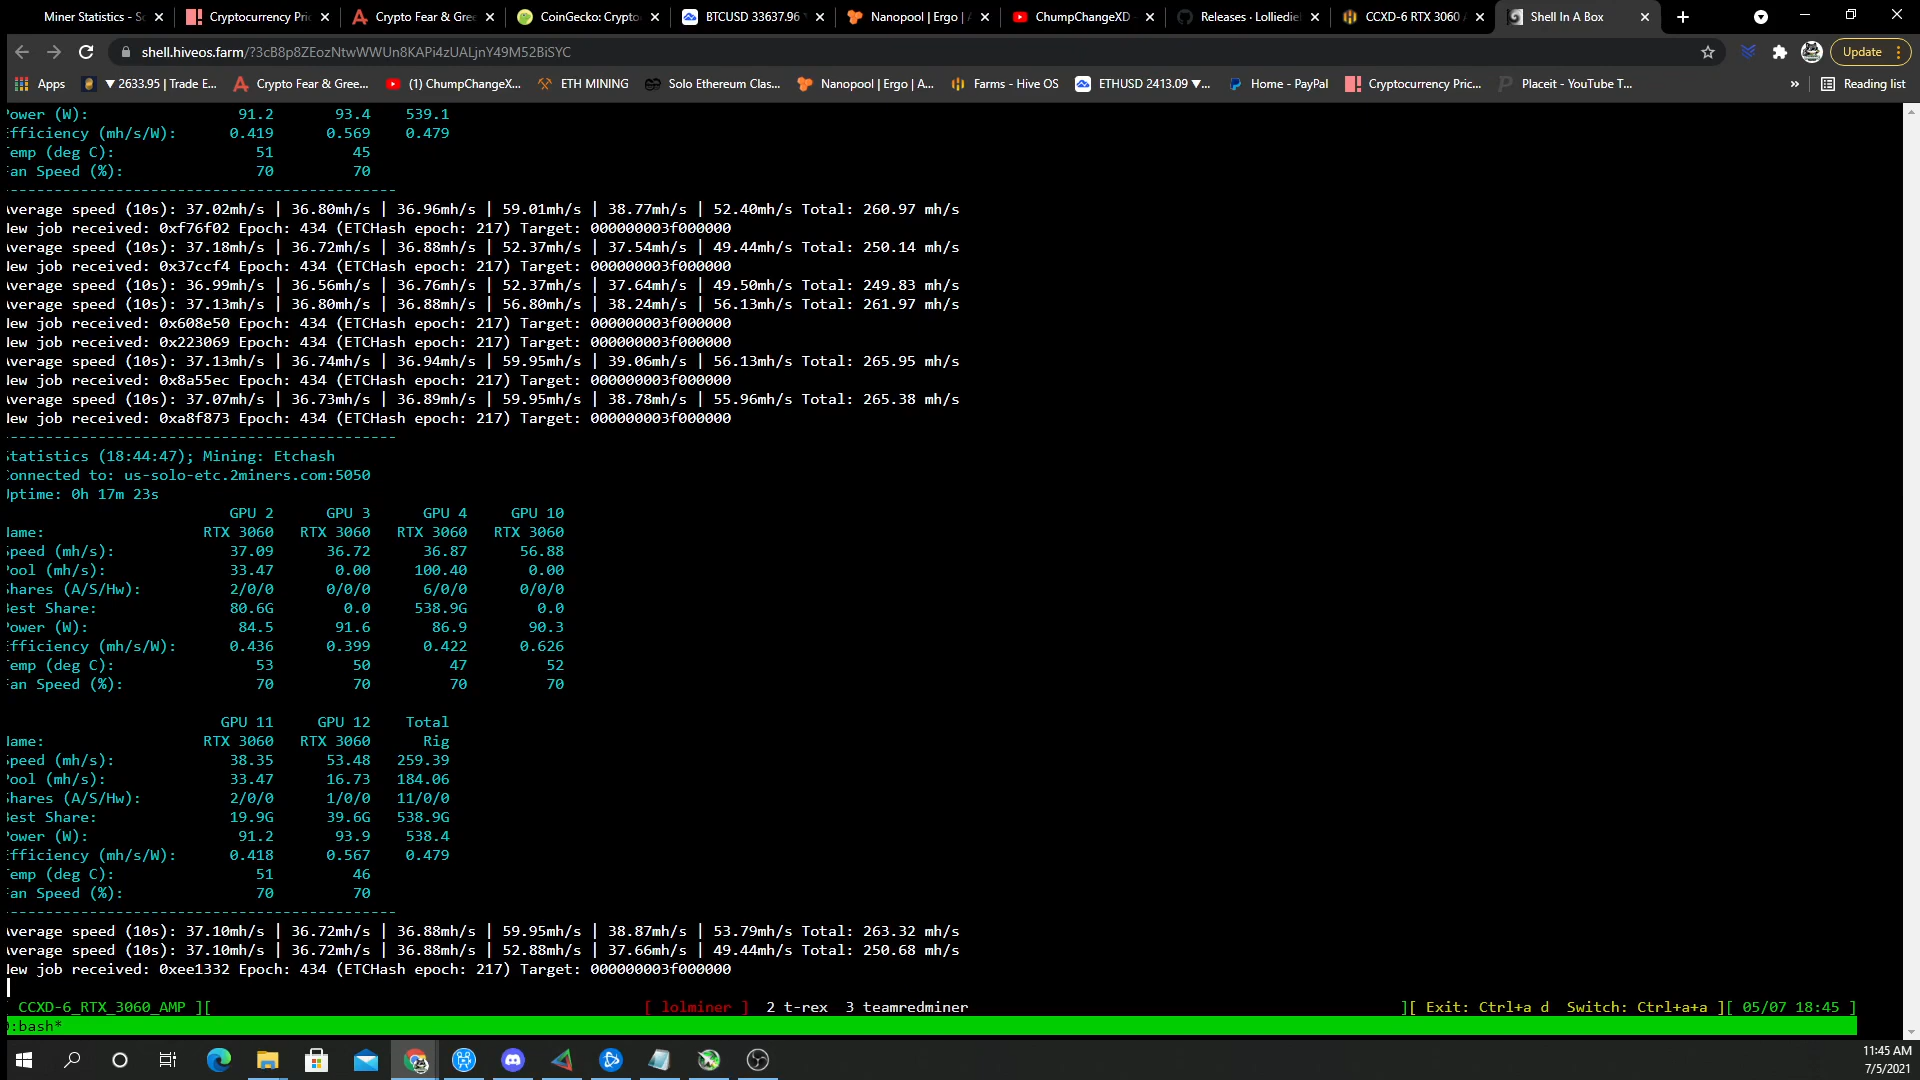 Miner Statistics - Sc
Cryptocurrency Pri
Crypto Fear & Gre
CoinGecko: Crypto
BTCUSD 33637.96
Nanopool | Ergo | A
ChumpChangeXD
Releases · Lolliedie
CCXD-6 RTX 3060
Shell In A Box
shell.hiveos.farm/?3cB8p8ZEozNtwWWUn8KAPi4zUALjnY49M52BiSYC
Update
Apps
▼ 2633.95 | Trade E...
Crypto Fear & Gree...
(1) ChumpChangeX...
ETH MINING
Solo Ethereum Clas...
Nanopool | Ergo | A...
Farms - Hive OS
ETHUSD 2413.09 ▼...
Home - PayPal
Cryptocurrency Pric...
Placeit - YouTube T...
»
Reading list
ower (W): 91.2 93.4 539.1
fficiency (mh/s/W): 0.419 0.569 0.479
emp (deg C): 51 45
an Speed (%): 70 70
verage speed (10s): 37.02mh/s | 36.80mh/s | 36.96mh/s | 59.01mh/s | 38.77mh/s | 52.40mh/s Total: 260.97 mh/s
ew job received: 0xf76f02 Epoch: 434 (ETCHash epoch: 217) Target: 000000003f000000
verage speed (10s): 37.18mh/s | 36.72mh/s | 36.88mh/s | 52.37mh/s | 37.54mh/s | 49.44mh/s Total: 250.14 mh/s
ew job received: 0x37ccf4 Epoch: 434 (ETCHash epoch: 217) Target: 000000003f000000
verage speed (10s): 36.99mh/s | 36.56mh/s | 36.76mh/s | 52.37mh/s | 37.64mh/s | 49.50mh/s Total: 249.83 mh/s
verage speed (10s): 37.13mh/s | 36.80mh/s | 36.88mh/s | 56.80mh/s | 38.24mh/s | 56.13mh/s Total: 261.97 mh/s
ew job received: 0x608e50 Epoch: 434 (ETCHash epoch: 217) Target: 000000003f000000
ew job received: 0x223069 Epoch: 434 (ETCHash epoch: 217) Target: 000000003f000000
verage speed (10s): 37.13mh/s | 36.74mh/s | 36.94mh/s | 59.95mh/s | 39.06mh/s | 56.13mh/s Total: 265.95 mh/s
ew job received: 0x8a55ec Epoch: 434 (ETCHash epoch: 217) Target: 000000003f000000
verage speed (10s): 37.07mh/s | 36.73mh/s | 36.89mh/s | 59.95mh/s | 38.78mh/s | 55.96mh/s Total: 265.38 mh/s
ew job received: 0xa8f873 Epoch: 434 (ETCHash epoch: 217) Target: 000000003f000000
tatistics (18:44:47); Mining: Etchash
onnected to: us-solo-etc.2miners.com:5050
ptime: 0h 17m 23s
GPU 2 GPU 3 GPU 4 GPU 10
ame: RTX 3060 RTX 3060 RTX 3060 RTX 3060
peed (mh/s): 37.09 36.72 36.87 56.88
ool (mh/s): 33.47 0.00 100.40 0.00
hares (A/S/Hw): 2/0/0 0/0/0 6/0/0 0/0/0
est Share: 80.6G 0.0 538.9G 0.0
ower (W): 84.5 91.6 86.9 90.3
fficiency (mh/s/W): 0.436 0.399 0.422 0.626
emp (deg C): 53 50 47 52
an Speed (%): 70 70 70 70
GPU 11 GPU 12 Total
ame: RTX 3060 RTX 3060 Rig
peed (mh/s): 38.35 53.48 259.39
ool (mh/s): 33.47 16.73 184.06
hares (A/S/Hw): 2/0/0 1/0/0 11/0/0
est Share: 19.9G 39.6G 538.9G
ower (W): 91.2 93.9 538.4
fficiency (mh/s/W): 0.418 0.567 0.479
emp (deg C): 51 46
an Speed (%): 70 70
verage speed (10s): 37.10mh/s | 36.72mh/s | 36.88mh/s | 59.95mh/s | 38.87mh/s | 53.79mh/s Total: 263.32 mh/s
verage speed (10s): 37.10mh/s | 36.72mh/s | 36.88mh/s | 52.88mh/s | 37.66mh/s | 49.44mh/s Total: 250.68 mh/s
ew job received: 0xee1332 Epoch: 434 (ETCHash epoch: 217) Target: 000000003f000000
CCXD-6_RTX_3060_AMP ][ [ lolminer ] 2 t-rex 3 teamredminer ][ Exit: Ctrl+a d Switch: Ctrl+a+a ][ 05/07 18:45 ]
:bash*
11:45 AM
7/5/2021